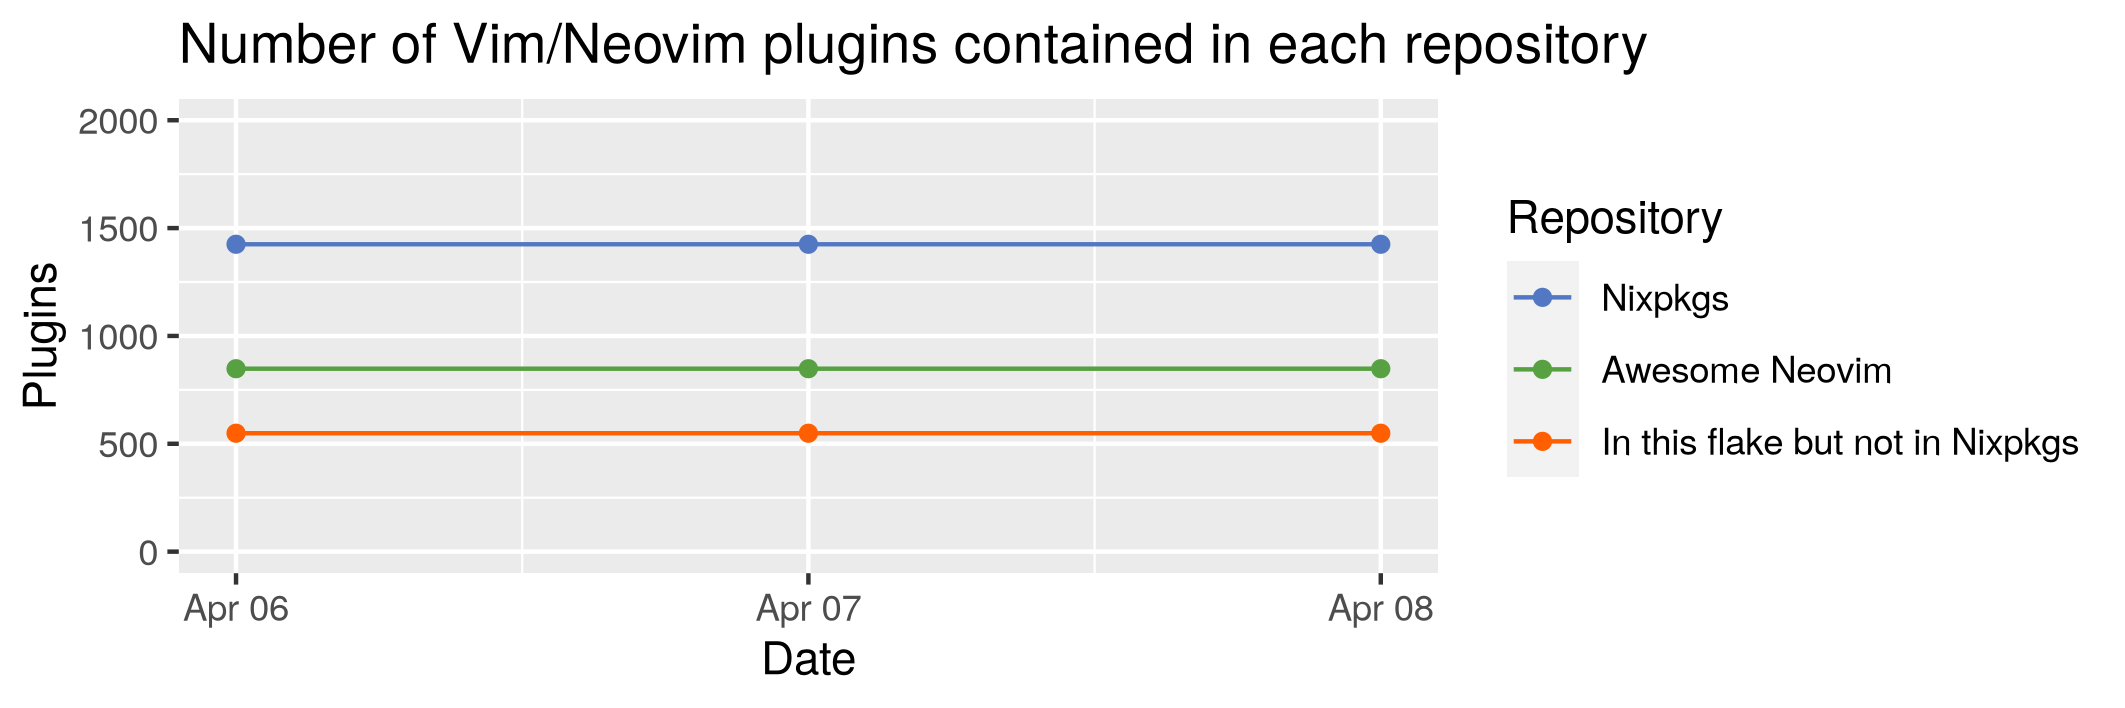 Number of Vim/Neovim plugins contained in each repository
Plugins
2000
1500
1000
500
0
Apr 06
Apr 07
Apr 08
Date
Repository
Nixpkgs
Awesome Neovim
In this flake but not in Nixpkgs